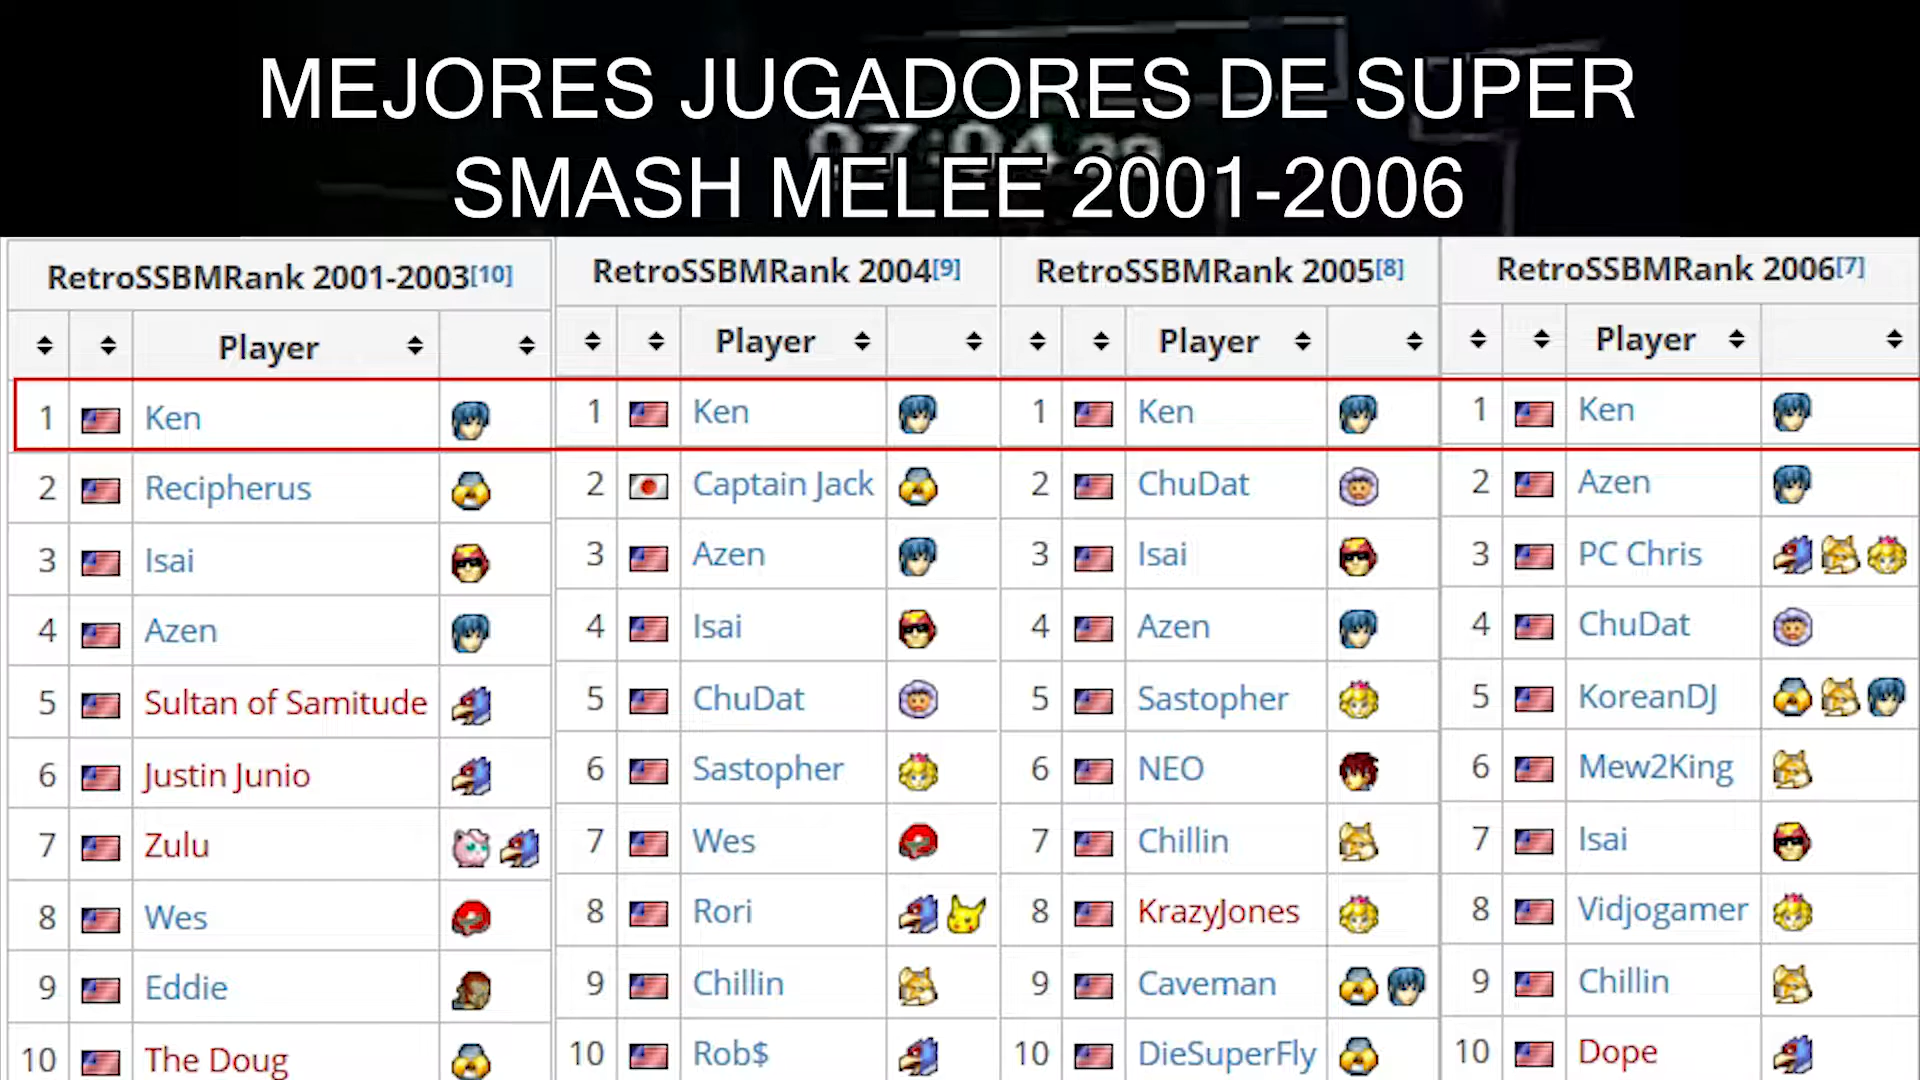 MEJORES JUGADORES DE SUPER
SMASH MELEE 2001-2006
RetroSSBMRank 2001-2003[10]
Player
1 Ken
2 Recipherus
3 Isai
4 Azen
5 Sultan of Samitude
6 Justin Junio
7 Zulu
8 Wes
9 Eddie
10 The Doug
RetroSSBMRank 2004[9]
Player
1 Ken
2 Captain Jack
3 Azen
4 Isai
5 ChuDat
6 Sastopher
7 Wes
8 Rori
9 Chillin
10 Rob$
RetroSSBMRank 2005[8]
Player
1 Ken
2 ChuDat
3 Isai
4 Azen
5 Sastopher
6 NEO
7 Chillin
8 KrazyJones
9 Caveman
10 DieSuperFly
RetroSSBMRank 2006[7]
Player
1 Ken
2 Azen
3 PC Chris
4 ChuDat
5 KoreanDJ
6 Mew2King
7 Isai
8 Vidjogamer
9 Chillin
10 Dope